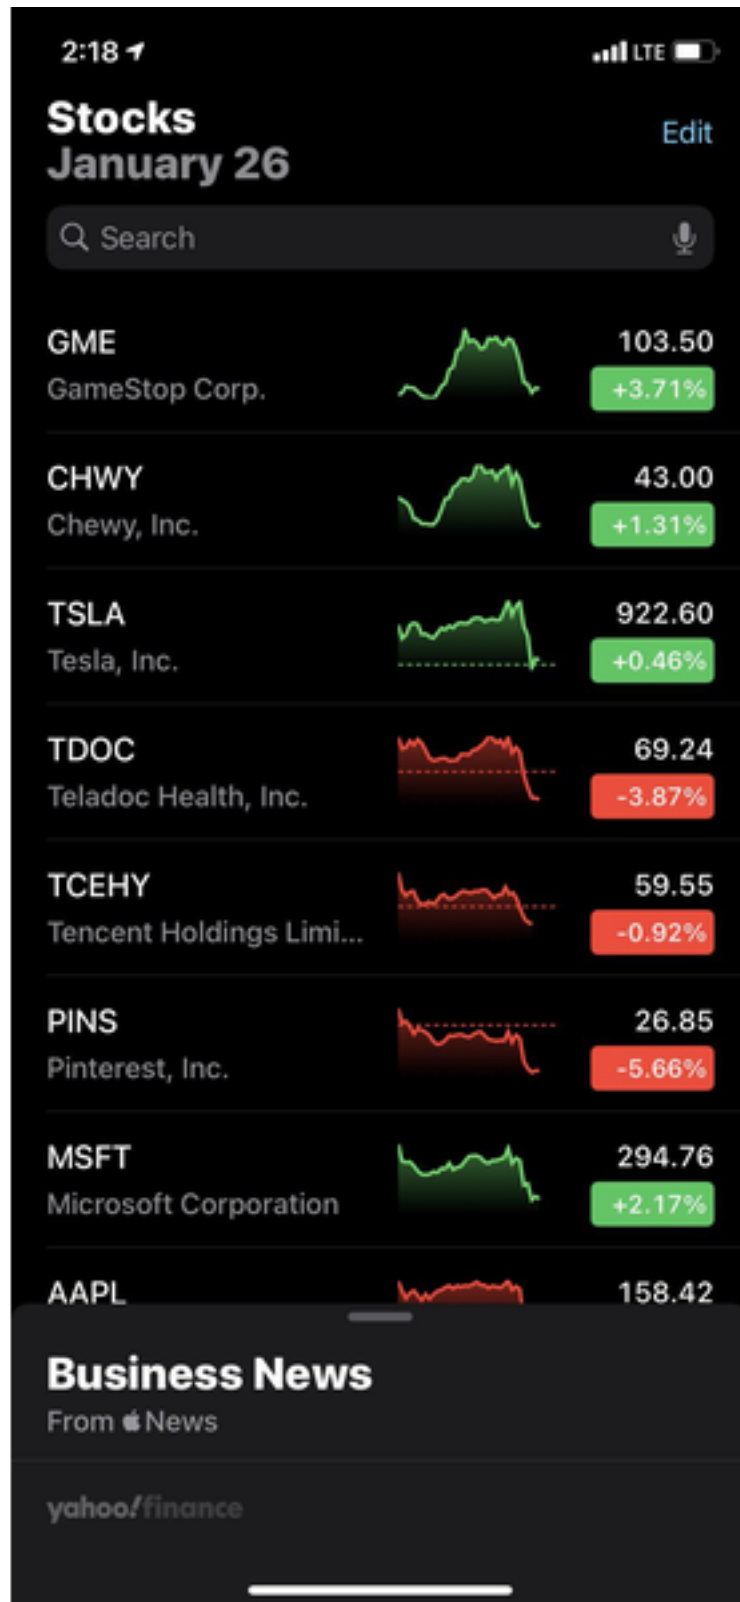 2:18
LTE
Stocks
Edit
January 26
Search
GME
103.50
GameStop Corp.
+3.71%
CHWY
43.00
Chewy, Inc.
+1.31%
TSLA
922.60
Tesla, Inc.
+0.46%
TDOC
69.24
Teladoc Health, Inc.
-3.87%
TCEHY
59.55
Tencent Holdings Limi...
-0.92%
PINS
26.85
Pinterest, Inc.
-5.66%
MSFT
294.76
Microsoft Corporation
+2.17%
AAPL
158.42
Business News
From News
yahoo!finance